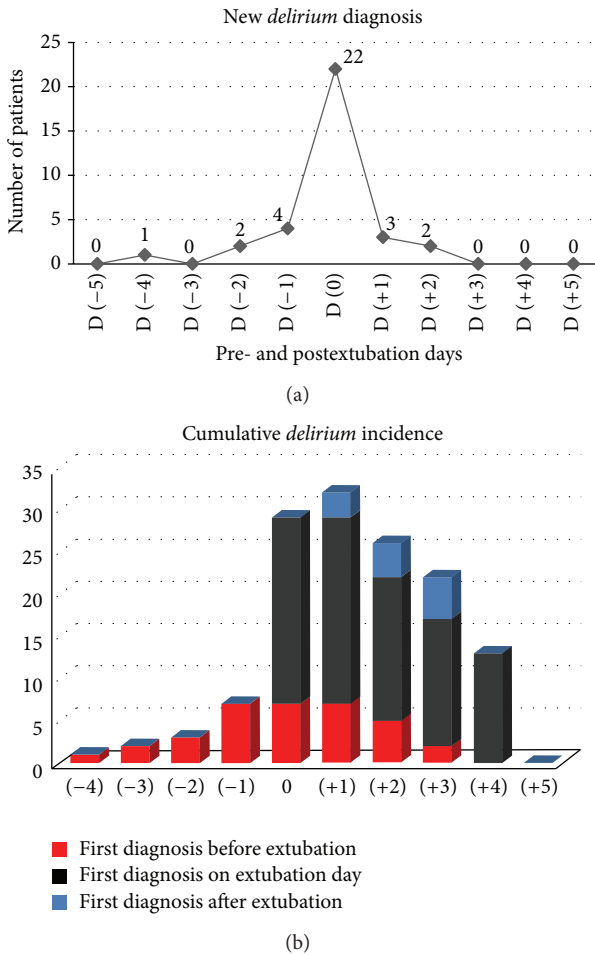 New delirium diagnosis
25
20
15
10
5
0
Number of patients
0
1
0
2
4
22
3
2
0
0
0
D (−5)
D (−4)
D (−3)
D (−2)
D (−1)
D (0)
D (+1)
D (+2)
D (+3)
D (+4)
D (+5)
Pre- and postextubation days
(a)
Cumulative delirium incidence
35
30
25
20
15
10
5
0
(−4) (−3) (−2) (−1) 0 (+1) (+2) (+3) (+4) (+5)
First diagnosis before extubation
First diagnosis on extubation day
First diagnosis after extubation
(b)